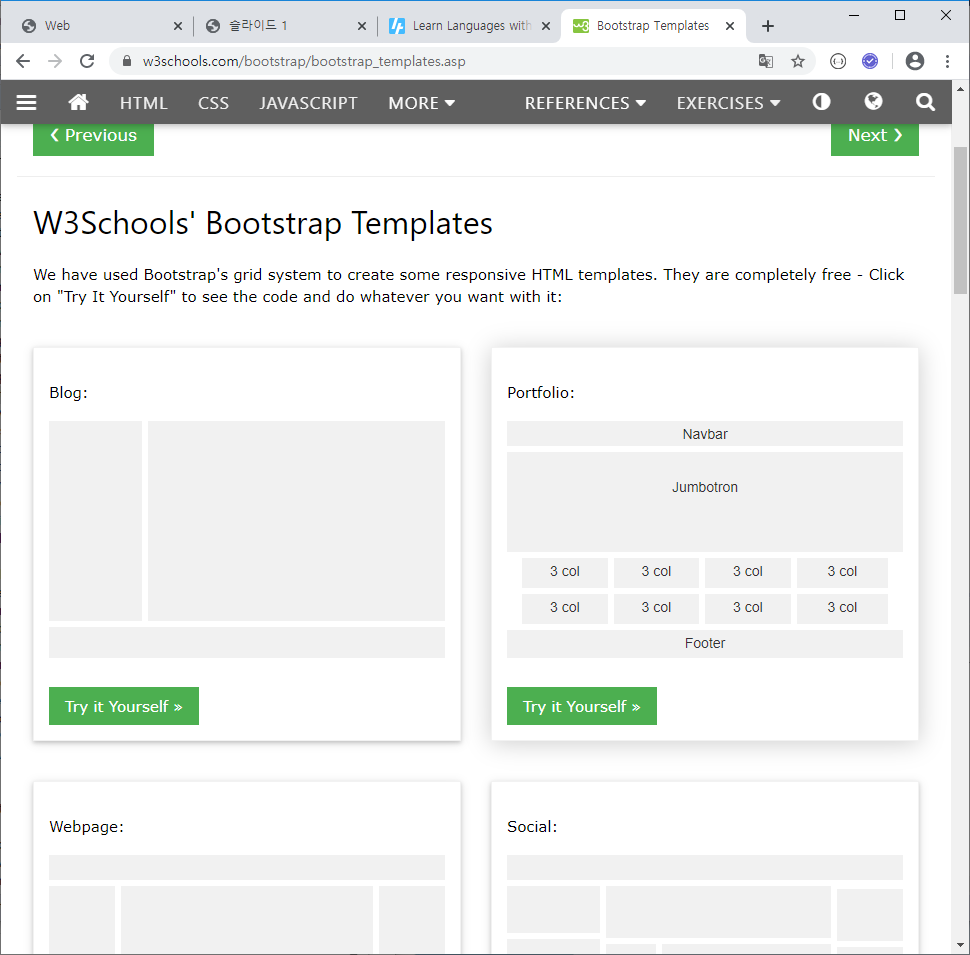 Web
슬라이드 1
Learn Languages with
Bootstrap Templates
w3schools.com/bootstrap/bootstrap_templates.asp
HTML CSS JAVASCRIPT MORE REFERENCES EXERCISES
❮ Previous
Next ❯
W3Schools' Bootstrap Templates
We have used Bootstrap's grid system to create some responsive HTML templates. They are completely free - Click
on "Try It Yourself" to see the code and do whatever you want with it:
Blog:
Try it Yourself »
Portfolio:
Navbar
Jumbotron
3 col 3 col 3 col 3 col
3 col 3 col 3 col 3 col
Footer
Try it Yourself »
Webpage:
Social: